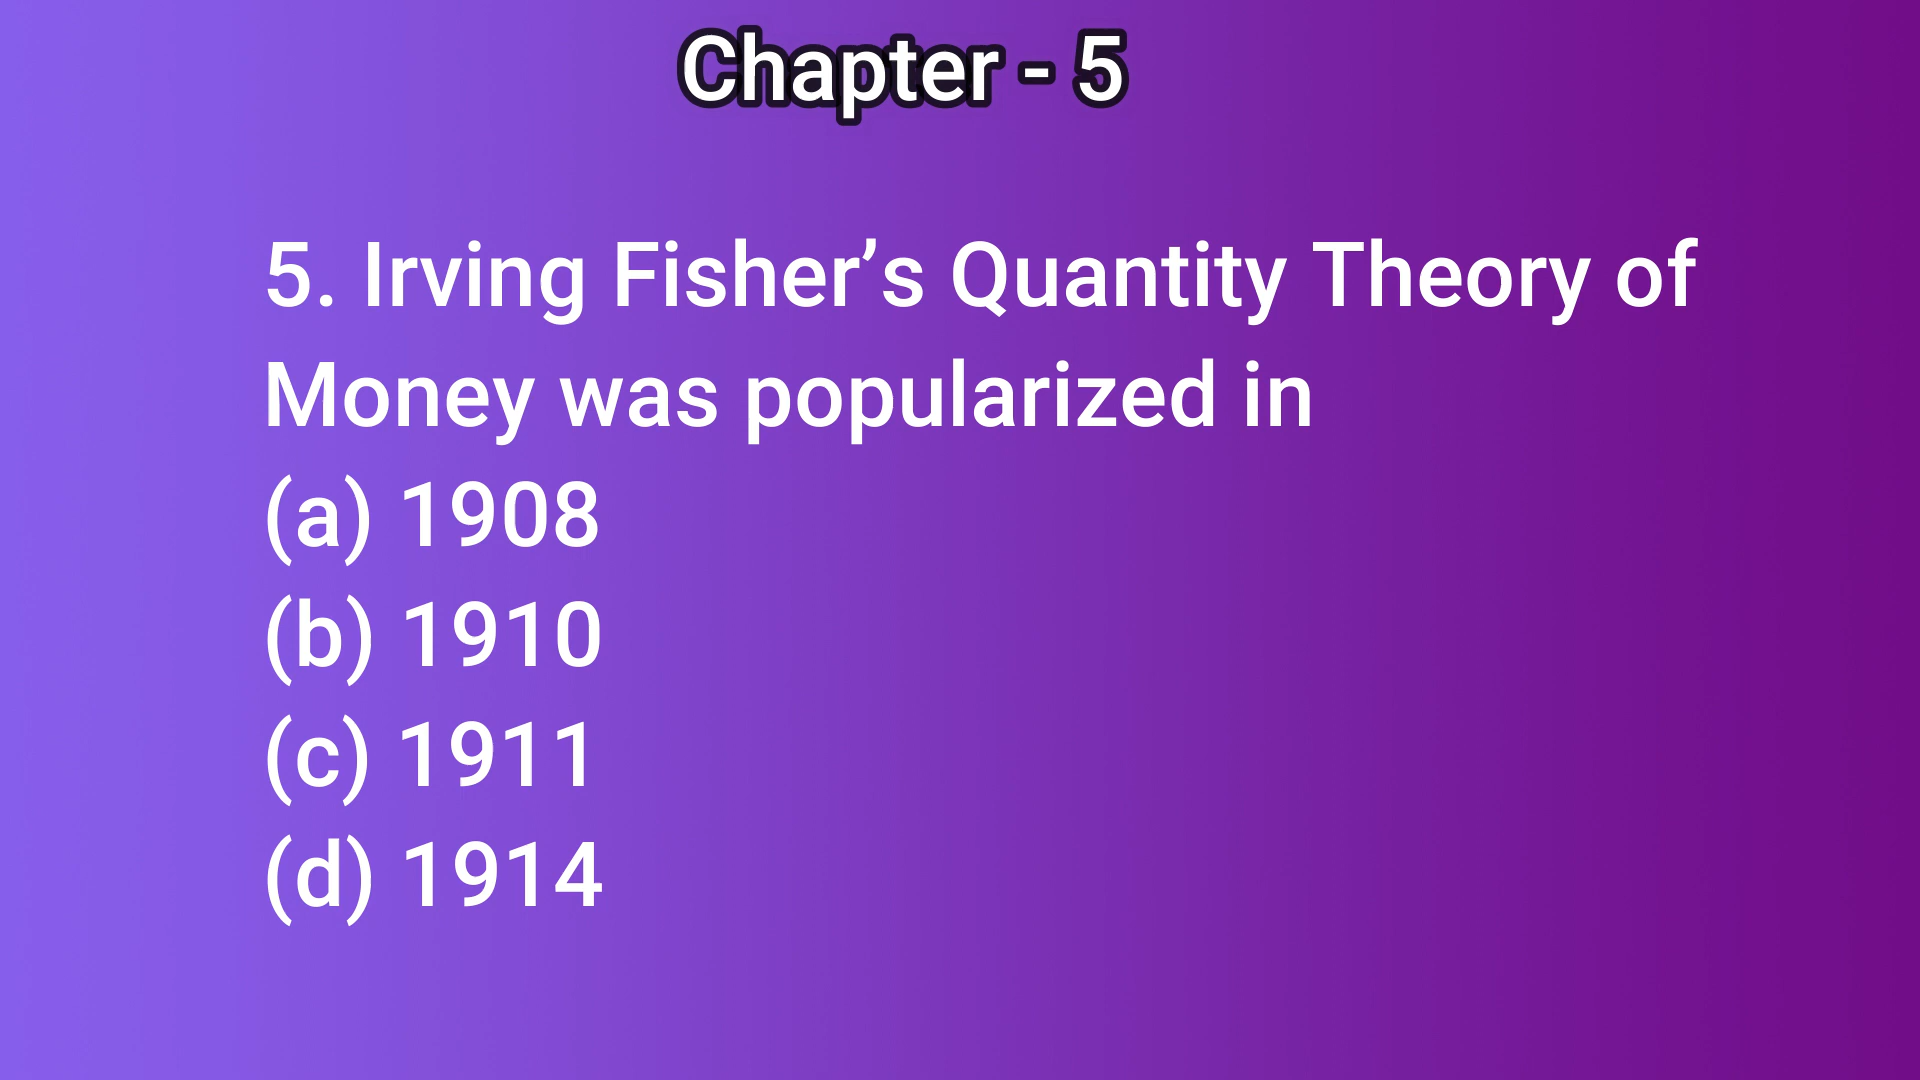 Chapter - 5
5. Irving Fisher’s Quantity Theory of
Money was popularized in
(a) 1908
(b) 1910
(c) 1911
(d) 1914